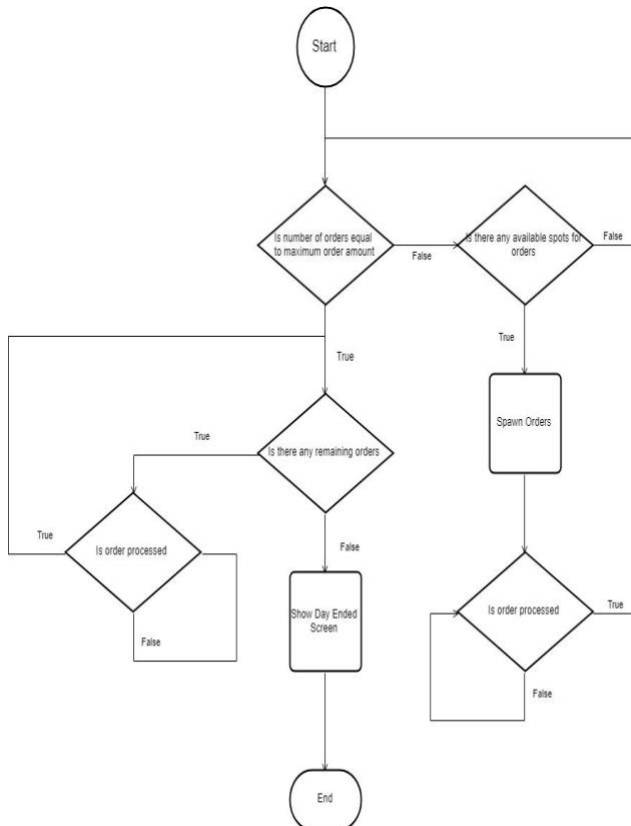 Start
Is number of orders equal
to maximum order amount
False
Is there any available spots for
orders
False
True
True
Is there any remaining orders
True
Spawn Orders
True
Is order processed
False
False
Show Day Ended
Screen
Is order processed
True
False
End